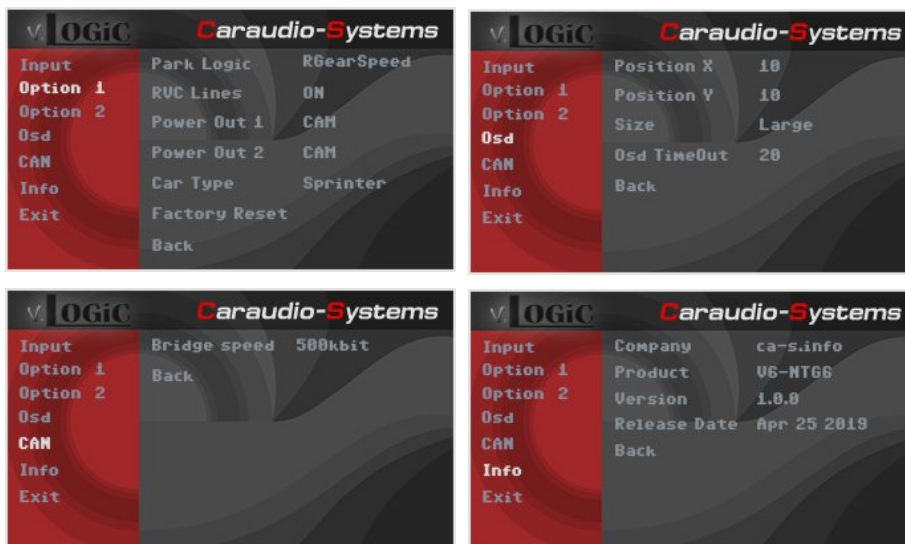 v.LOGiC Caraudio-Systems
Input
Option 1
Option 2
Osd
CAN
Info
Exit
Park Logic RGearSpeed
RVC Lines ON
Power Out 1 CAM
Power Out 2 CAM
Car Type Sprinter
Factory Reset
Back
v.LOGiC Caraudio-Systems
Input
Option 1
Option 2
Osd
CAN
Info
Exit
Position X 10
Position Y 10
Size Large
Osd TimeOut 20
Back
v.LOGiC Caraudio-Systems
Input
Option 1
Option 2
Osd
CAN
Info
Exit
Bridge speed 500kbit
Back
v.LOGiC Caraudio-Systems
Input
Option 1
Option 2
Osd
CAN
Info
Exit
Company ca-s.info
Product V6-NTG6
Version 1.0.0
Release Date Apr 25 2019
Back